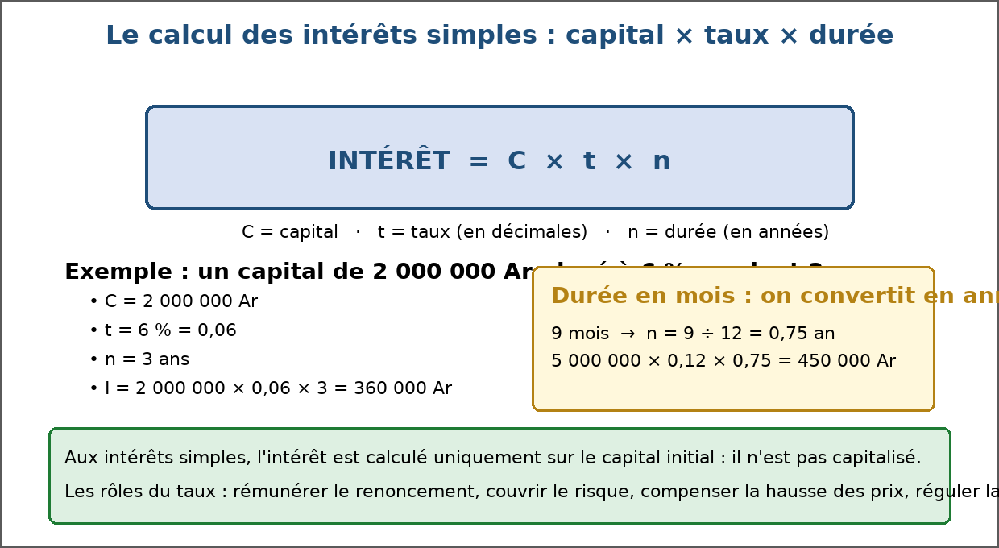 Le calcul des intérêts simples : capital × taux × durée
INTÉRÊT = C × t × n
C = capital · t = taux (en décimales) · n = durée (en années)
Exemple : un capital de 2 000 000 Ar
• C = 2 000 000 Ar
• t = 6 % = 0,06
• n = 3 ans
• I = 2 000 000 × 0,06 × 3 = 360 000 Ar
Durée en mois : on convertit en
9 mois → n = 9 ÷ 12 = 0,75 an
5 000 000 × 0,12 × 0,75 = 450 000 Ar
Aux intérêts simples, l'intérêt est calculé uniquement sur le capital initial : il n'est pas capitalisé.
Les rôles du taux : rémunérer le renoncement, couvrir le risque, compenser la hausse des prix, réguler la